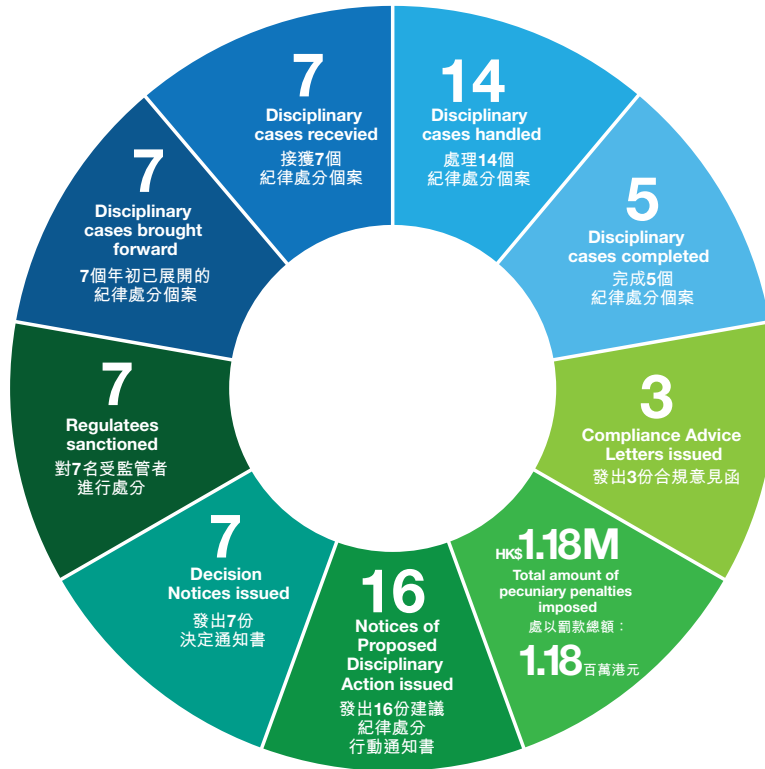 7
Disciplinary
cases recevied
接獲7個
紀律處分個案
14
Disciplinary
cases handled
處理14個
紀律處分個案
5
Disciplinary
cases completed
完成5個
紀律處分個案
3
Compliance Advice
Letters issued
發出3份合規意見函
HK$1.18M
Total amount of
pecuniary penalties
imposed
處以罰款總額：
1.18百萬港元
16
Notices of
Proposed
Disciplinary
Action issued
發出16份建議
紀律處分
行動通知書
7
Decision
Notices issued
發出7份
決定通知書
7
Regulatees
sanctioned
對7名受監管者
進行處分
7
Disciplinary
cases brought
forward
7個年初已展開的
紀律處分個案